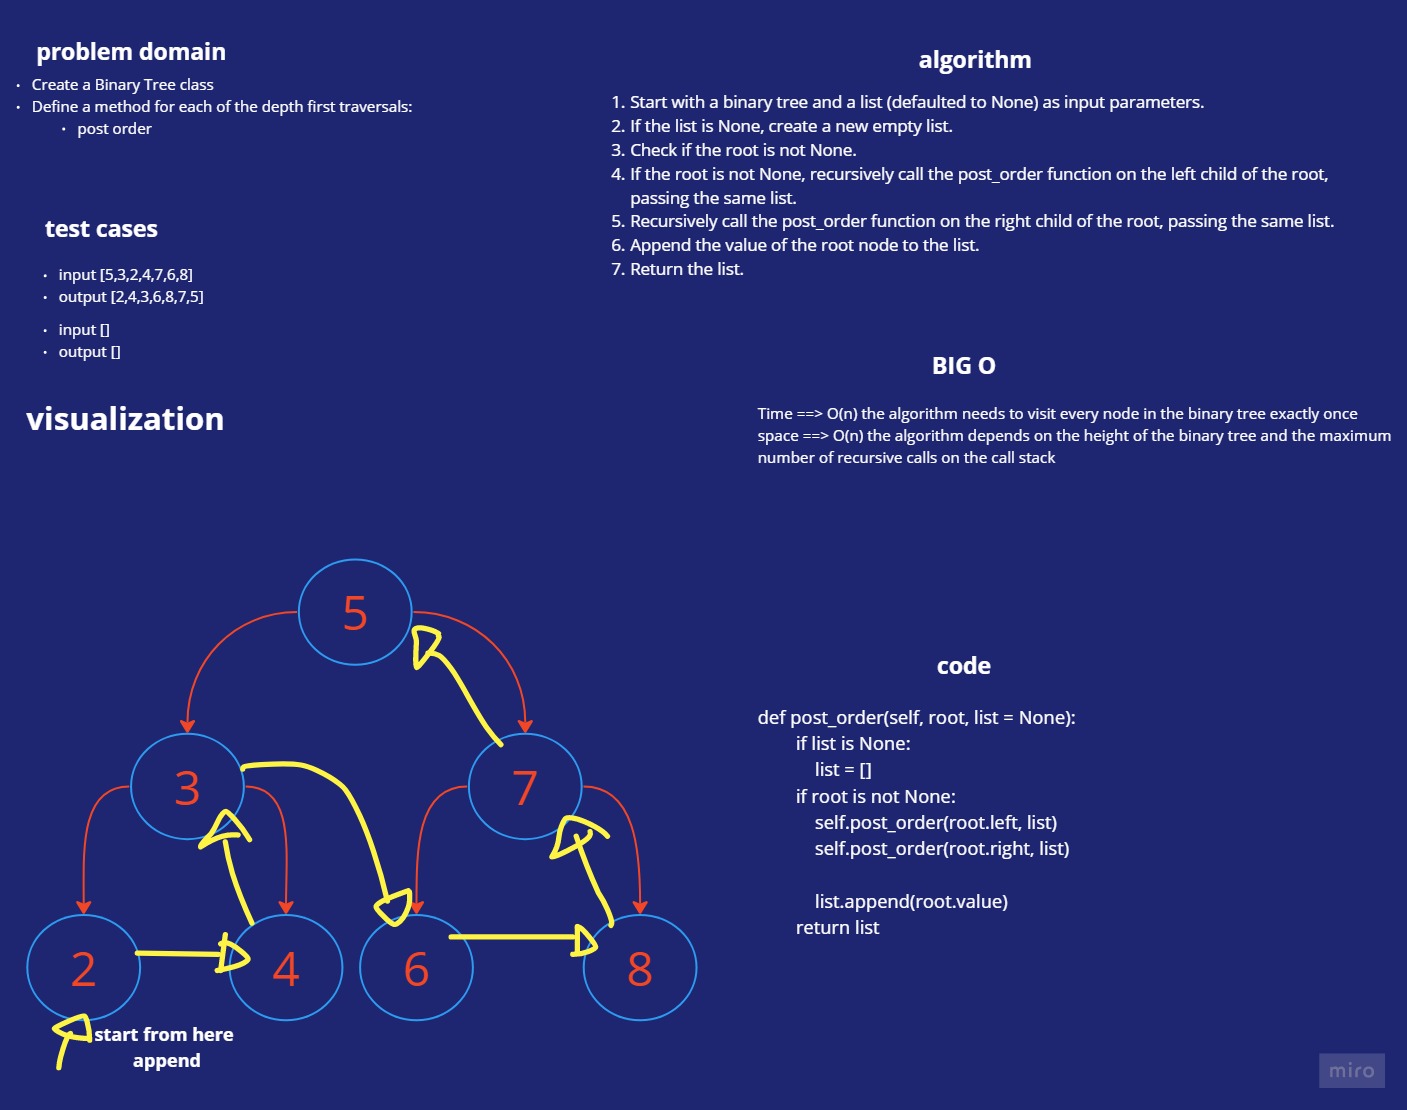 problem domain
• Create a Binary Tree class
• Define a method for each of the depth first traversals:
• post order
test cases
• input [5,3,2,4,7,6,8]
• output [2,4,3,6,8,7,5]
• input []
• output []
visualization
5
3
7
2
4
6
8
start from here
append
algorithm
1. Start with a binary tree and a list (defaulted to None) as input parameters.
2. If the list is None, create a new empty list.
3. Check if the root is not None.
4. If the root is not None, recursively call the post_order function on the left child of the root,
passing the same list.
5. Recursively call the post_order function on the right child of the root, passing the same list.
6. Append the value of the root node to the list.
7. Return the list.
BIG O
Time ==> O(n) the algorithm needs to visit every node in the binary tree exactly once
space ==> O(n) the algorithm depends on the height of the binary tree and the maximum
number of recursive calls on the call stack
code
def post_order(self, root, list = None):
if list is None:
list = []
if root is not None:
self.post_order(root.left, list)
self.post_order(root.right, list)
list.append(root.value)
return list
miro